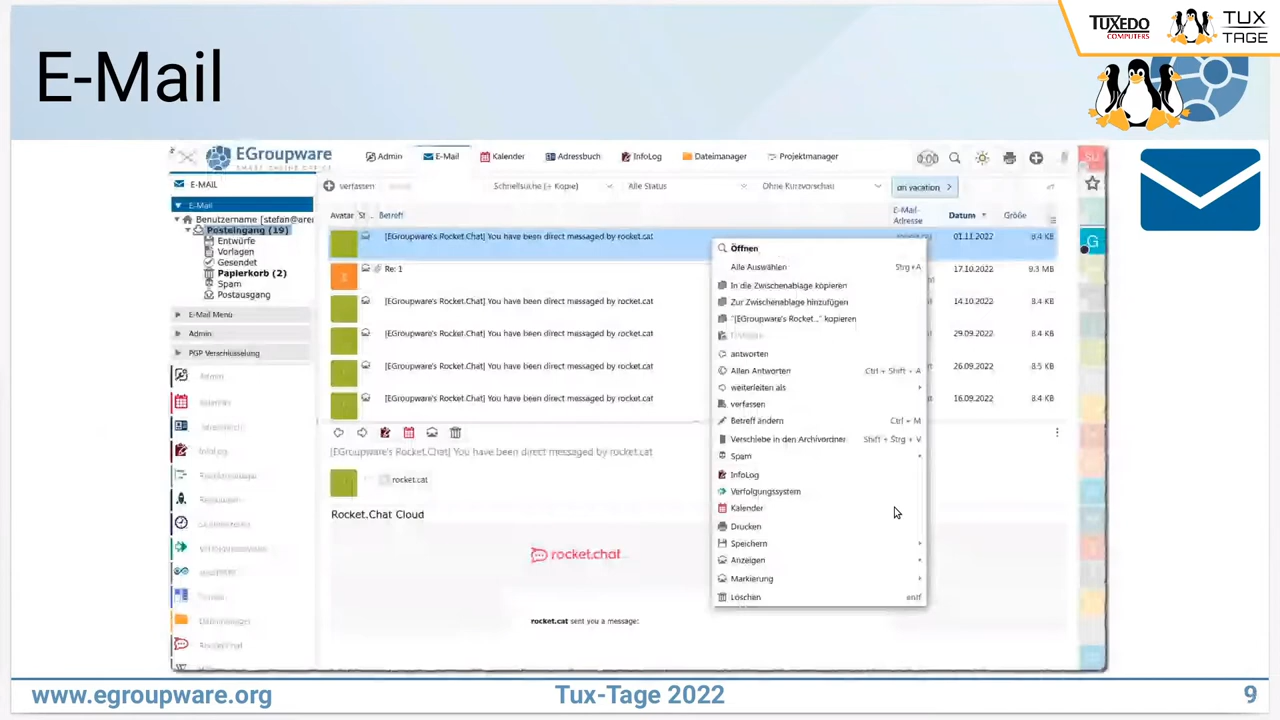 TUXEDO
COMPUTERS
TUX
TAGE
E-Mail
EGroupware
Admin
E-Mail
Kalender
Adressbuch
InfoLog
Dateimanager
Projektmanager
E-MAIL
verfassen
Schnellsuche (+ Kopie)
Alle Status
Ohne Kurzvorschau
on vacation
E-Mail
Benutzername [stefan@
Posteingang (19)
Entwürfe
Vorlagen
Gesendet
Papierkorb (2)
Spam
Postausgang
E-Mail Menü
Admin
PGP Verschlüsselung
Admin
InfoLog
Rocket.Chat
Avatar
Betreff
E-Mail-
Adresse
Datum
Größe
[EGroupware's Rocket.Chat] You have been direct messaged by rocket.cat
01.11.2022
8.4 KB
Re: 1
17.10.2022
9.3 MB
[EGroupware's Rocket.Chat] You have been direct messaged by rocket.cat
14.10.2022
8.4 KB
[EGroupware's Rocket.Chat] You have been direct messaged by rocket.cat
29.09.2022
8.4 KB
[EGroupware's Rocket.Chat] You have been direct messaged by rocket.cat
26.09.2022
8.5 KB
[EGroupware's Rocket.Chat] You have been direct messaged by rocket.cat
16.09.2022
8.4 KB
Öffnen
Alle Auswählen Strg+A
In die Zwischenablage kopieren
Zur Zwischenablage hinzufügen
"[EGroupware's Rocket..." kopieren
antworten
Allen Antworten Ctrl + Shift + A
weiterleiten als
verfassen
Betreff ändern Ctrl + M
Verschiebe in den Archivordner Shift + Strg + V
Spam
InfoLog
Verfolgungssystem
Kalender
Drucken
Speichern
Anzeigen
Markierung
Löschen entf
[EGroupware's Rocket.Chat] You have been direct messaged by rocket.cat
rocket.cat
Rocket.Chat Cloud
rocket.chat
rocket.cat sent you a message:
G
www.egroupware.org
Tux-Tage 2022
9